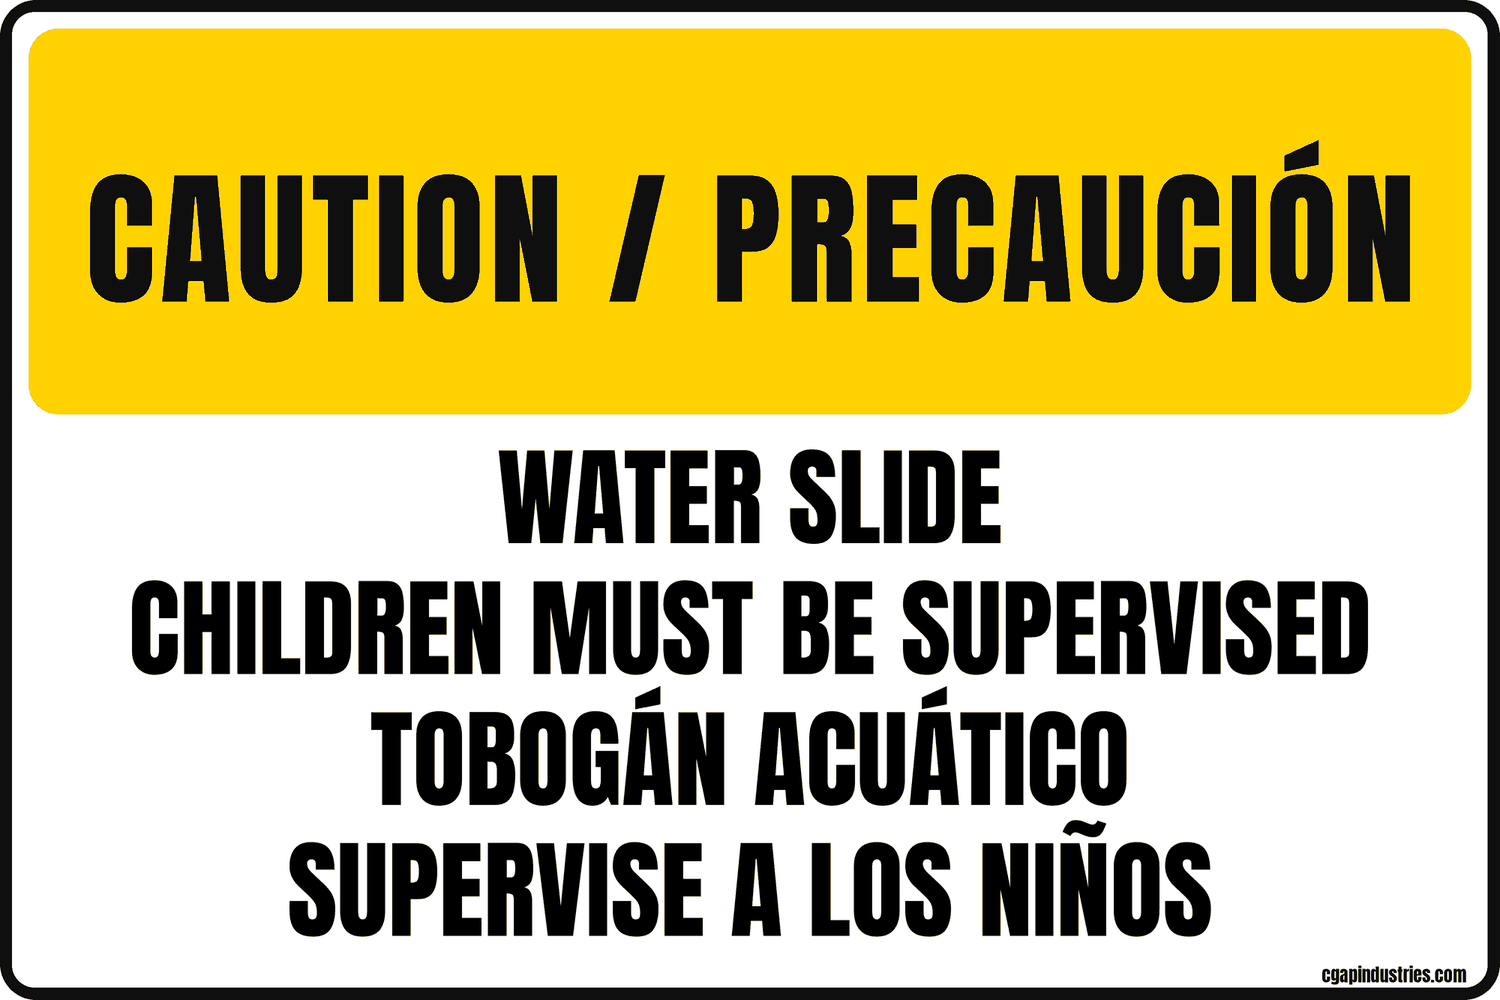 CAUTION / PRECAUCIÓN
WATER SLIDE
CHILDREN MUST BE SUPERVISED
TOBOGÁN ACUÁTICO
SUPERVISE A LOS NIÑOS
cgapindustries.com